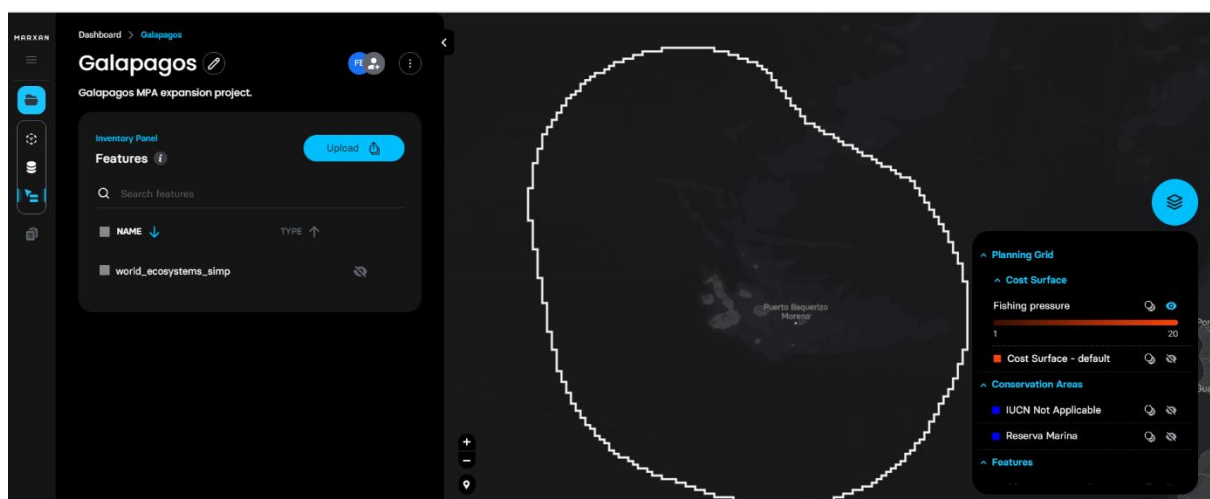 MARXAN
Dashboard > Galapagos
Galapagos
FE
Galapagos MPA expansion project.
Inventory Panel
Features i
Upload
Search features
NAME
TYPE
world_ecosystems_simp
Puerto Baquerizo
Moreno
Planning Grid
Cost Surface
Fishing pressure
1 20
Cost Surface - default
Conservation Areas
IUCN Not Applicable
Reserva Marina
Features